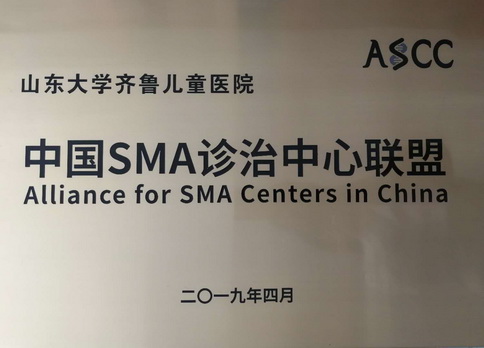 ASCC
山东大学齐鲁儿童医院
中国SMA诊治中心联盟
Alliance for SMA Centers in China
二〇一九年四月